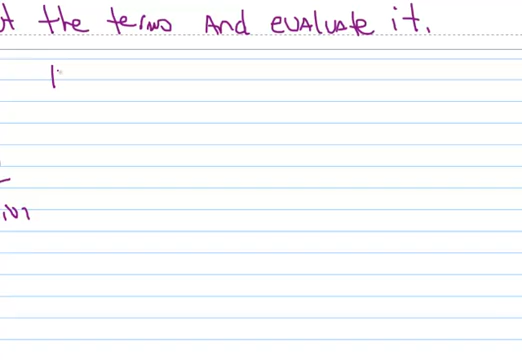 the terms and evaluate it.